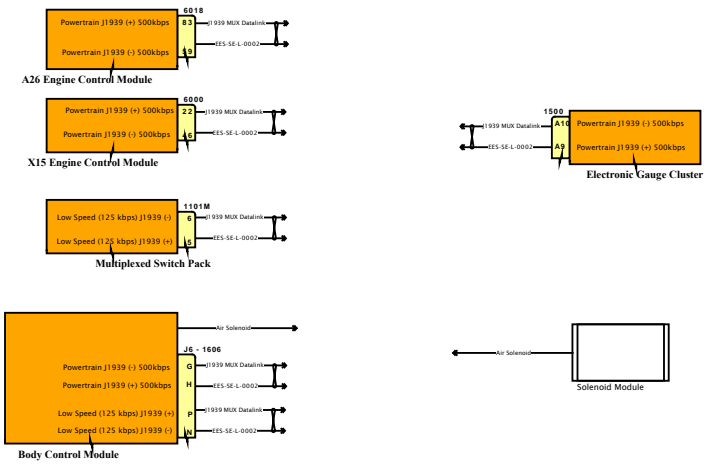 6018
Powertrain J1939 (+) 500kbps 83 J1939 MUX Datalink
Powertrain J1939 (-) 500kbps 59 EES-SE-L-0002
A26 Engine Control Module
6000
Powertrain J1939 (+) 500kbps 22 J1939 MUX Datalink
Powertrain J1939 (-) 500kbps 46 EES-SE-L-0002
X15 Engine Control Module
1500
J1939 MUX Datalink A10 Powertrain J1939 (-) 500kbps
EES-SE-L-0002 A9 Powertrain J1939 (+) 500kbps
Electronic Gauge Cluster
1101M
Low Speed (125 kbps) J1939 (-) 6 J1939 MUX Datalink
Low Speed (125 kbps) J1939 (+) 5 EES-SE-L-0002
Multiplexed Switch Pack
Air Solenoid
J6 - 1606
Powertrain J1939 (-) 500kbps G J1939 MUX Datalink
Powertrain J1939 (+) 500kbps H EES-SE-L-0002
Low Speed (125 kbps) J1939 (+) P J1939 MUX Datalink
Low Speed (125 kbps) J1939 (-) N EES-SE-L-0002
Body Control Module
Air Solenoid
Solenoid Module